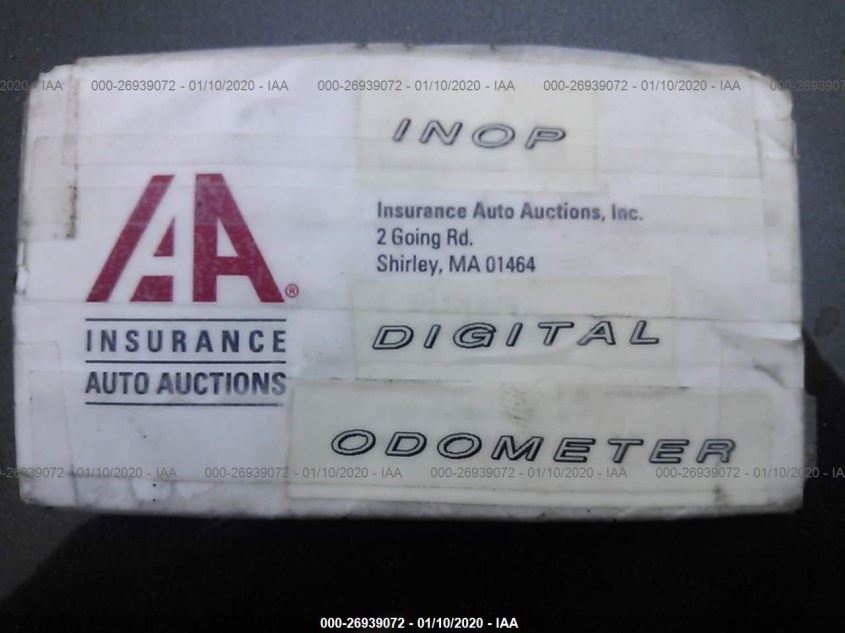 000-26939072 - 01/10/2020 - IAA 000-26939072 - 01/10/2020 - IAA 000-26939072 - 01/10/2020 - IAA
INOP
IAA®
Insurance Auto Auctions, Inc.
2 Going Rd.
Shirley, MA 01464
INSURANCE
AUTO AUCTIONS
DIGITAL
ODOMETER
000-26939072 - 01/10/2020 - IAA 000-26939072 - 01/10/2020 - IAA 000-26939072 - 01/10/2020 - IAA
000-26939072 - 01/10/2020 - IAA